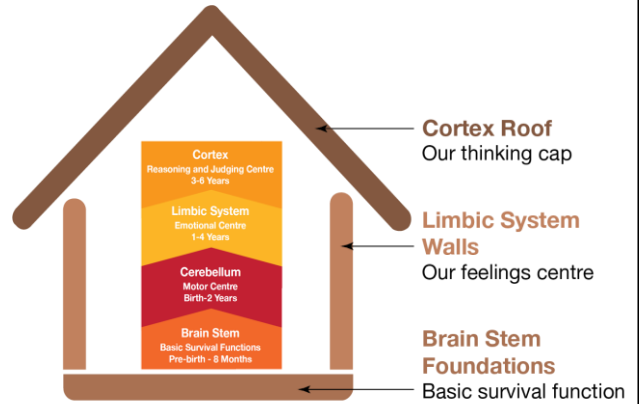 Cortex
Reasoning and Judging Centre
3-6 Years
Limbic System
Emotional Centre
1-4 Years
Cerebellum
Motor Centre
Birth-2 Years
Brain Stem
Basic Survival Functions
Pre-birth - 8 Months
Cortex Roof
Our thinking cap
Limbic System
Walls
Our feelings centre
Brain Stem
Foundations
Basic survival function